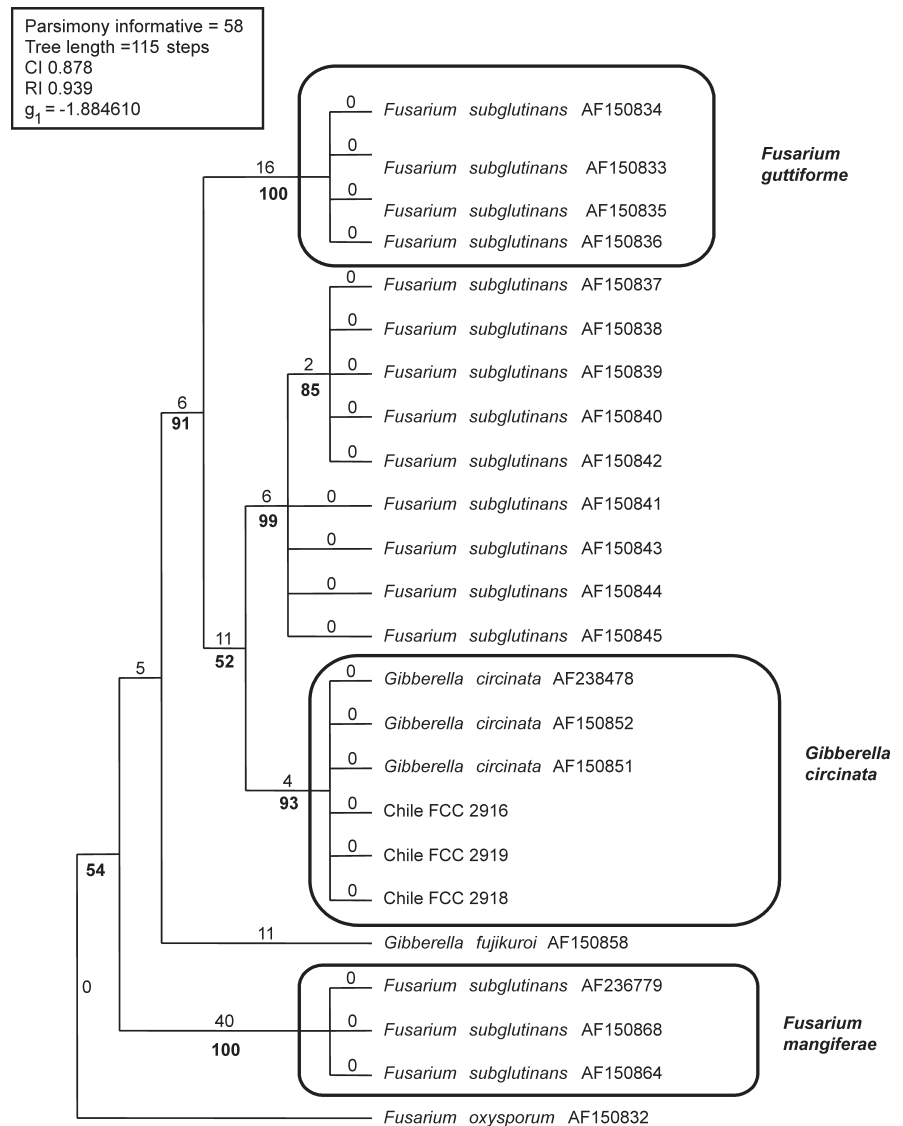 Parsimony informative = 58
Tree length =115 steps
CI 0.878
RI 0.939
g1 = -1.884610
0 Fusarium subglutinans AF150834
0
Fusarium subglutinans AF150833
Fusarium guttiforme
16
100
0
Fusarium subglutinans AF150835
0 Fusarium subglutinans AF150836
0 Fusarium subglutinans AF150837
0 Fusarium subglutinans AF150838
2
85
0 Fusarium subglutinans AF150839
6
91
0 Fusarium subglutinans AF150840
0 Fusarium subglutinans AF150842
6
99
0 Fusarium subglutinans AF150841
0 Fusarium subglutinans AF150843
0 Fusarium subglutinans AF150844
0 Fusarium subglutinans AF150845
11
52
5
0 Gibberella circinata AF238478
0 Gibberella circinata AF150852
0 Gibberella circinata AF150851
Gibberella circinata
4
93
0 Chile FCC 2916
0 Chile FCC 2919
0 Chile FCC 2918
54
11 Gibberella fujikuroi AF150858
0
0 Fusarium subglutinans AF236779
40
100
0 Fusarium subglutinans AF150868
Fusarium mangiferae
0 Fusarium subglutinans AF150864
Fusarium oxysporum AF150832